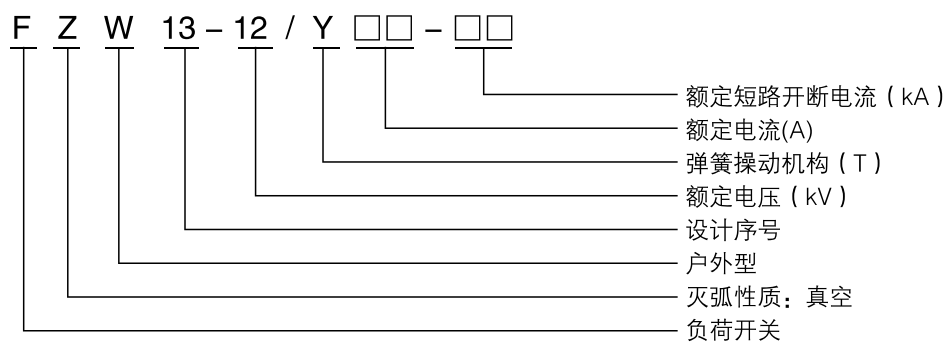 F Z W 13-12/Y□□-□□
额定短路开断电流（kA）
额定电流(A)
弹簧操动机构（T）
额定电压（kV）
设计序号
户外型
灭弧性质：真空
负荷开关